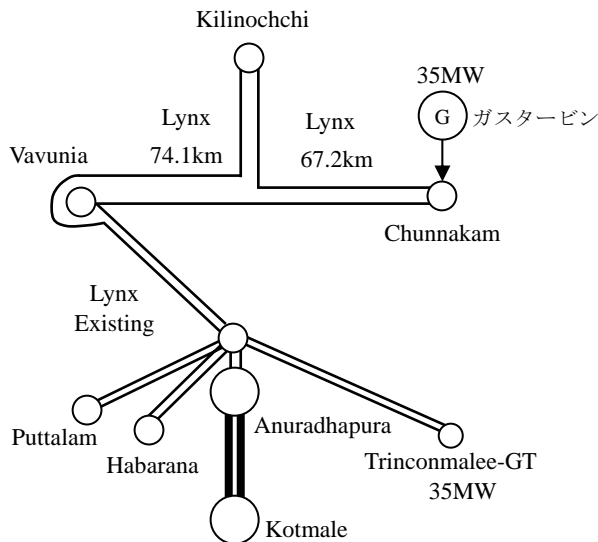 Kilinochchi
35MW
G
ガスタービン
Lynx
74.1km
Lynx
67.2km
Vavunia
Chunnakam
Lynx
Existing
Puttalam
Habarana
Anuradhapura
Trinconmalee-GT
35MW
Kotmale